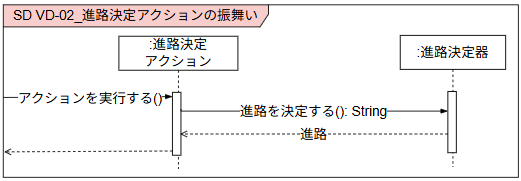 SD VD-02_進路決定アクションの振舞い
:進路決定
アクション
:進路決定器
アクションを実行する()
進路を決定する(): String
進路